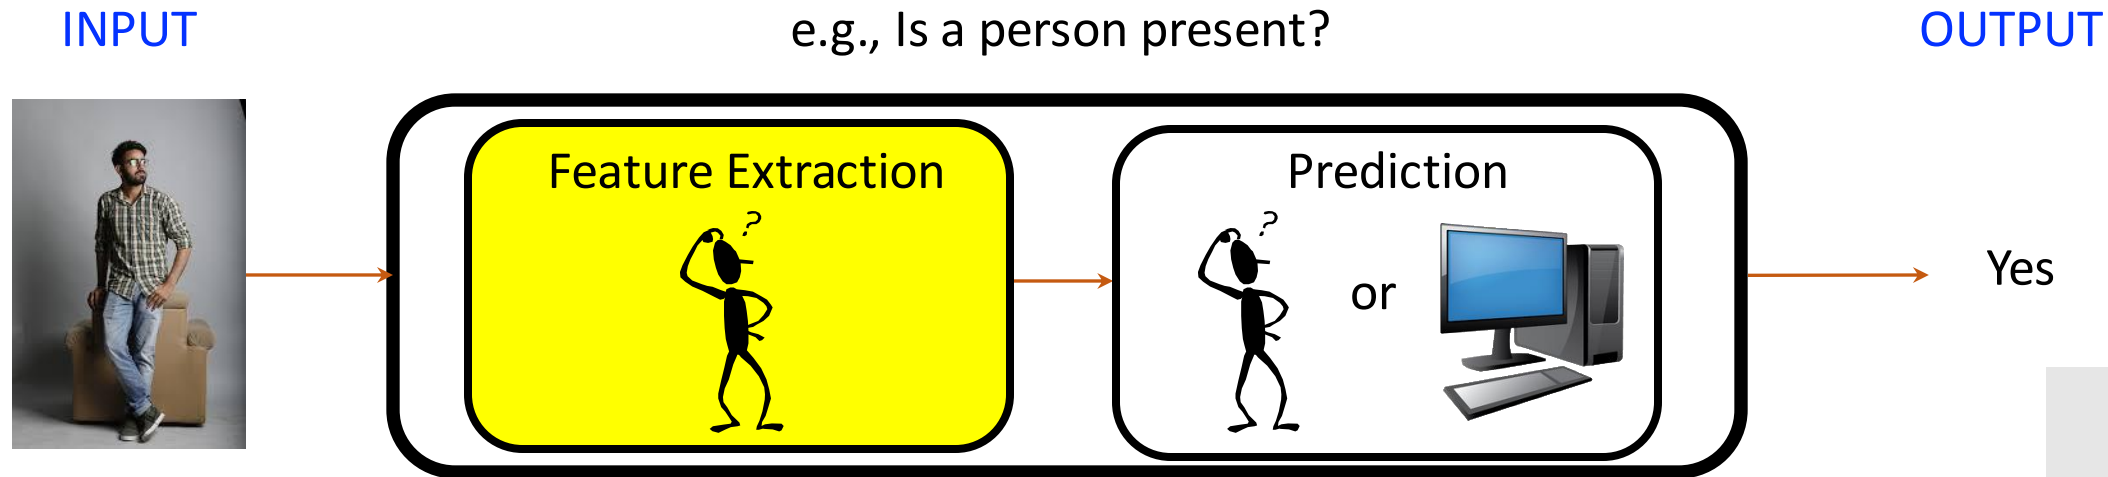 INPUT
e.g., Is a person present?
OUTPUT
Feature Extraction
Prediction
?
?
or
Yes